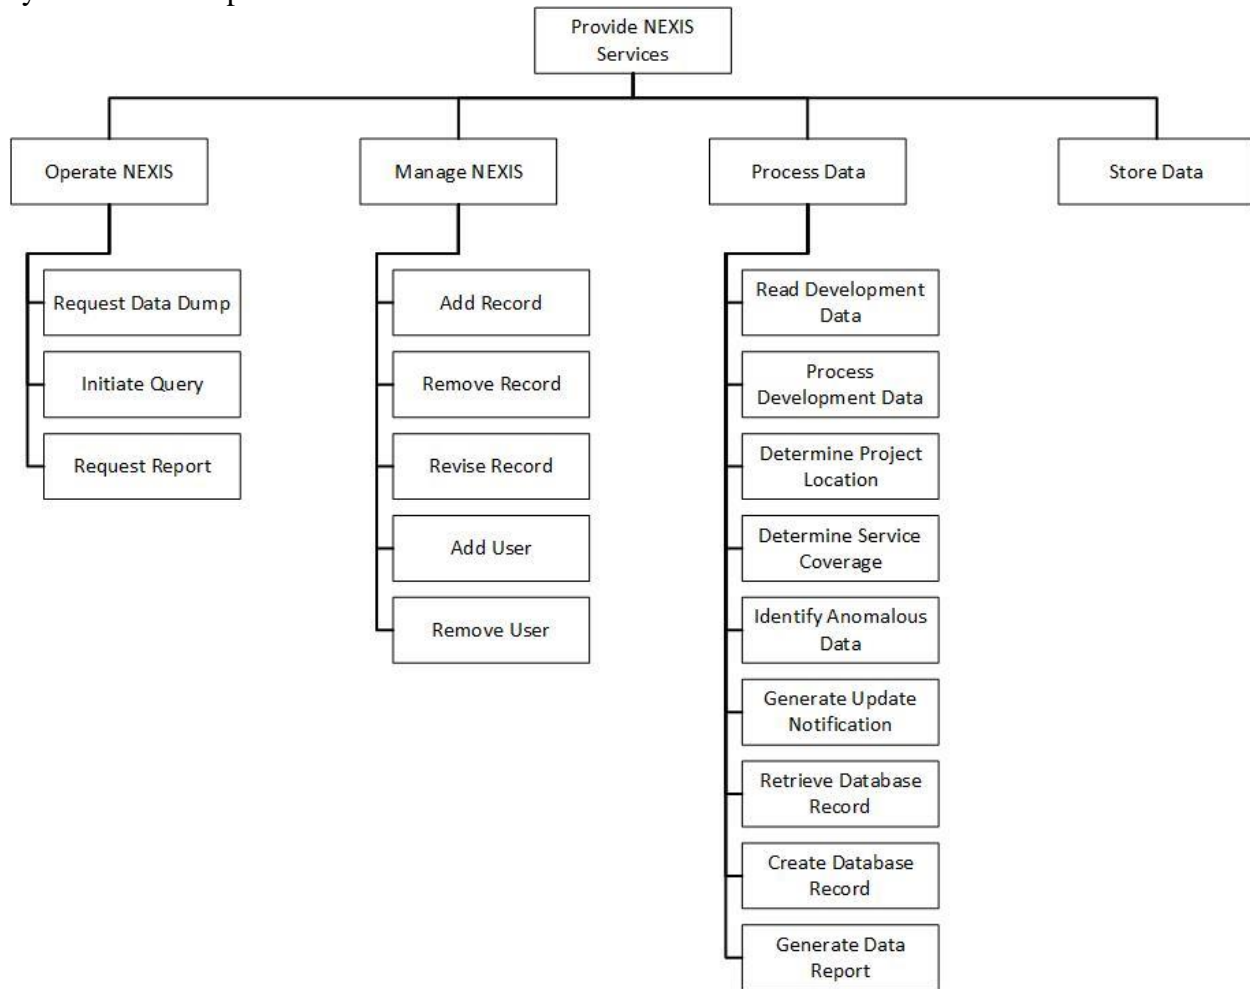 Provide NEXIS
Services
Operate NEXIS
Manage NEXIS
Process Data
Store Data
Request Data Dump
Initiate Query
Request Report
Add Record
Remove Record
Revise Record
Add User
Remove User
Read Development
Data
Process
Development Data
Determine Project
Location
Determine Service
Coverage
Identify Anomalous
Data
Generate Update
Notification
Retrieve Database
Record
Create Database
Record
Generate Data
Report